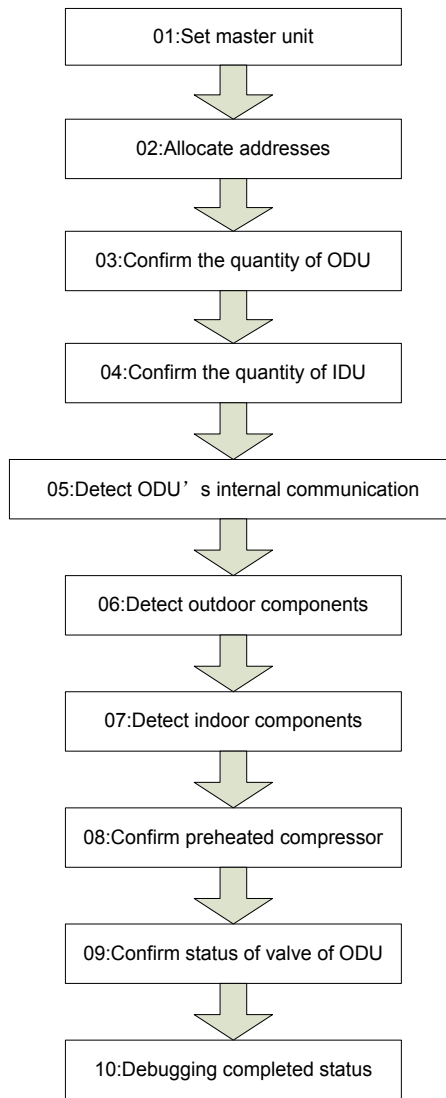 01:Set master unit
02:Allocate addresses
03:Confirm the quantity of ODU
04:Confirm the quantity of IDU
05:Detect ODU’s internal communication
06:Detect outdoor components
07:Detect indoor components
08:Confirm preheated compressor
09:Confirm status of valve of ODU
10:Debugging completed status